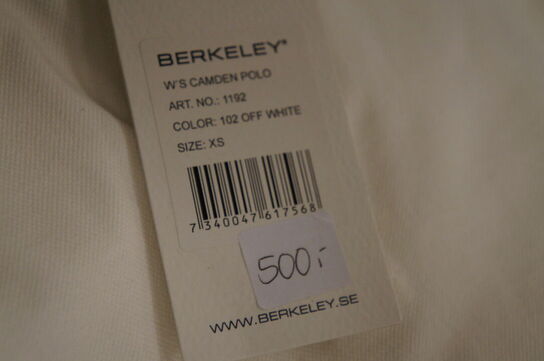 BERKELEY®
W'S CAMDEN POLO
ART. NO.: 1192
COLOR: 102 OFF WHITE
SIZE: XS
7 340047 617568
500:-
WWW.BERKELEY.SE